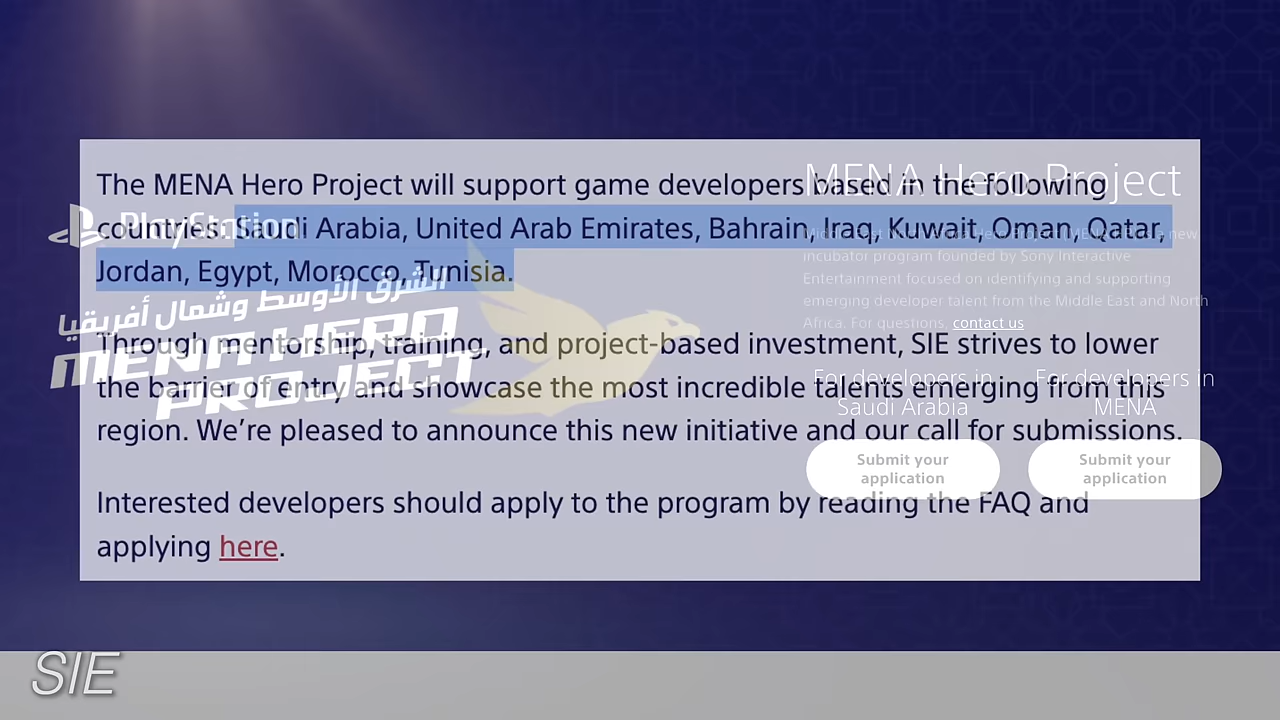 The MENA Hero Project will support game developers based in the following
countries: Saudi Arabia, United Arab Emirates, Bahrain, Iraq, Kuwait, Oman, Qatar,
Jordan, Egypt, Morocco, Tunisia.
Through mentorship, training, and project-based investment, SIE strives to lower
the barrier of entry and showcase the most incredible talents emerging from this
region. We’re pleased to announce this new initiative and our call for submissions.
Interested developers should apply to the program by reading the FAQ and
applying here.
PlayStation
الشرق الأوسط وشمال أفريقيا
MENA HERO
PROJECT
MENA Hero Project
new
incubator program founded by Sony Interactive
Entertainment focused on identifying and supporting
emerging developer talent from the Middle East and North
Africa. For questions, contact us
For developers in
Saudi Arabia
Submit your
application
For developers in
MENA
Submit your
application
SIE